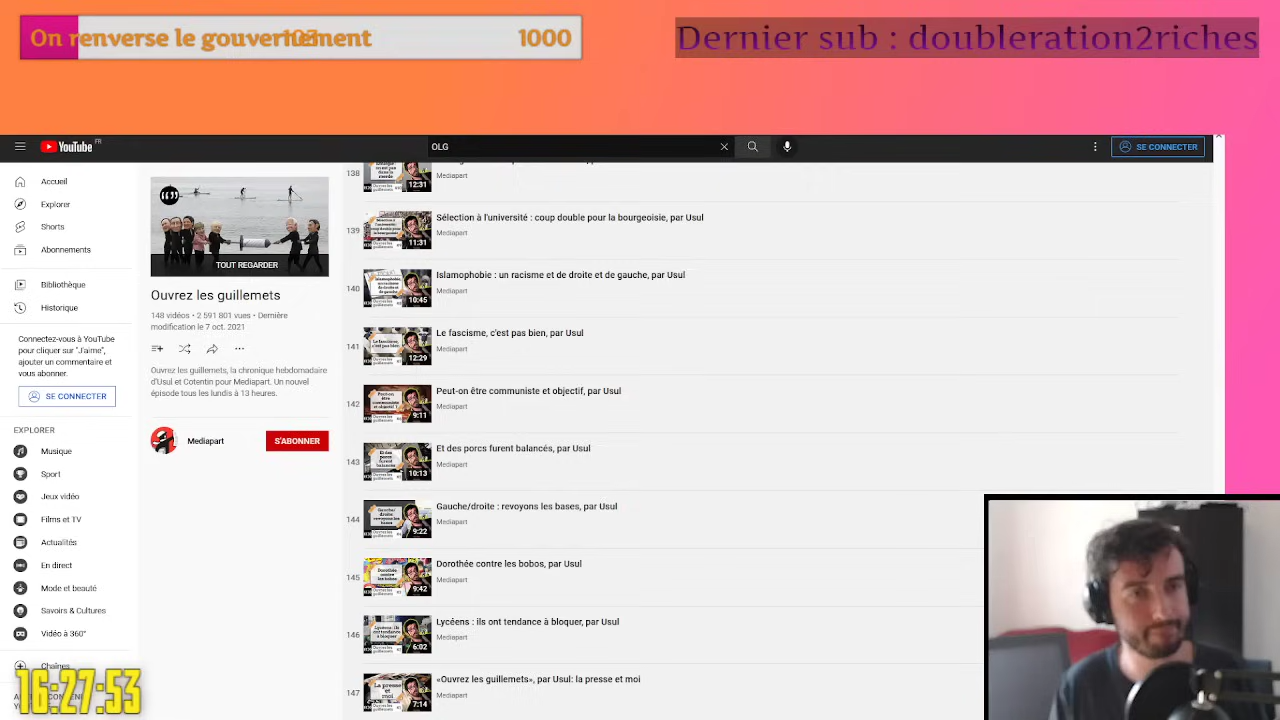 On renverse le gouvernement
103
1000
Dernier sub : doubleration2riches
YouTube
FR
OLG
SE CONNECTER
Accueil
Explorer
Shorts
Abonnements
Bibliothèque
Historique
Connectez-vous à YouTube
pour cliquer sur "J'aime",
ajouter un commentaire et
vous abonner.
SE CONNECTER
EXPLORER
Musique
Sport
Jeux vidéo
Films et TV
Actualités
En direct
Mode et beauté
Savoirs & Cultures
Vidéo à 360°
Chaînes
16:27:53
TOUT REGARDER
Ouvrez les guillemets
148 vidéos • 2 591 801 vues • Dernière
modification le 7 oct. 2021
Ouvrez les guillemets, la chronique hebdomadaire
d'Usul et Cotentin pour Mediapart. Un nouvel
épisode tous les lundis à 13 heures.
Mediapart
S'ABONNER
138
12:31
Mediapart
139
11:31
Sélection à l'université : coup double pour la bourgeoisie, par Usul
Mediapart
140
10:45
Islamophobie : un racisme et de droite et de gauche, par Usul
Mediapart
141
12:29
Le fascisme, c'est pas bien, par Usul
Mediapart
142
9:11
Peut-on être communiste et objectif, par Usul
Mediapart
143
10:13
Et des porcs furent balancés, par Usul
Mediapart
144
9:22
Gauche/droite : revoyons les bases, par Usul
Mediapart
145
9:42
Dorothée contre les bobos, par Usul
Mediapart
146
6:02
Lycéens : ils ont tendance à bloquer, par Usul
Mediapart
147
La presse
et
moi
7:14
«Ouvrez les guillemets», par Usul: la presse et moi
Mediapart